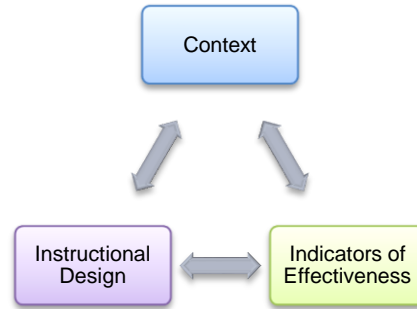 Context
Instructional
Design
Indicators of
Effectiveness